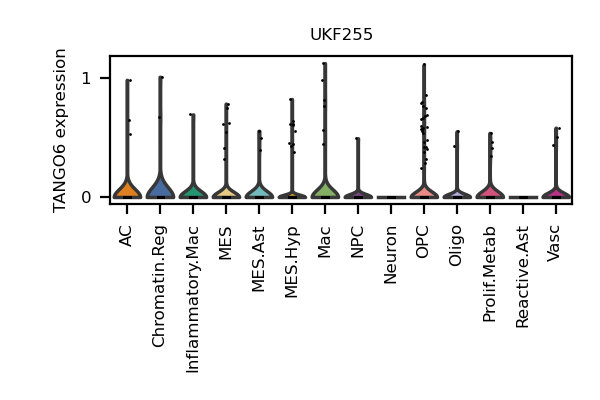 UKF255
TANGO6 expression
1
0
AC
Chromatin.Reg
Inflammatory.Mac
MES
MES.Ast
MES.Hyp
Mac
NPC
Neuron
OPC
Oligo
Prolif.Metab
Reactive.Ast
Vasc